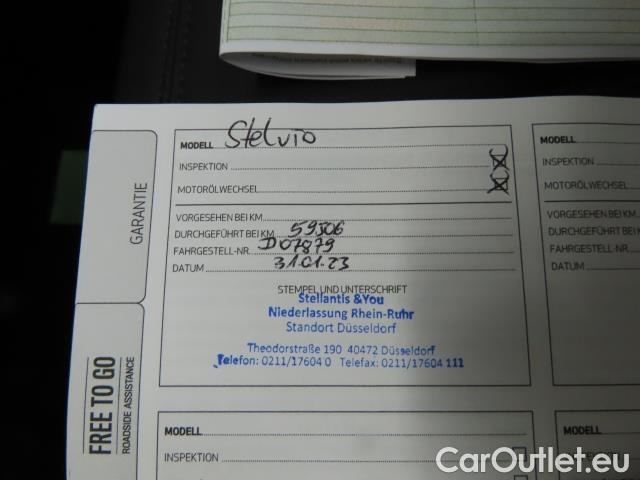 MODELL Stelvio
INSPEKTION
MOTORÖLWECHSEL
VORGESEHEN BEI KM
DURCHGEFÜHRT BEI KM 59506
FAHRGESTELL-NR. D07879
DATUM 31.01.23
STEMPEL UND UNTERSCHRIFT
Stellantis &You
Niederlassung Rhein-Ruhr
Standort Düsseldorf
Theodorstraße 190 40472 Düsseldorf
Telefon: 0211/17604 0 Telefax: 0211/17604 111
GARANTIE
FREE TO GO
ROADSIDE ASSISTANCE
MODELL
INSPEKTION
MOTORÖLWECHSEL
VORGESEHEN BEI KM
DURCHGEFÜHRT BEI KM
FAHRGESTELL-NR.
DATUM
MODELL
INSPEKTION
MODELL
INSPEKTION
CarOutlet.eu